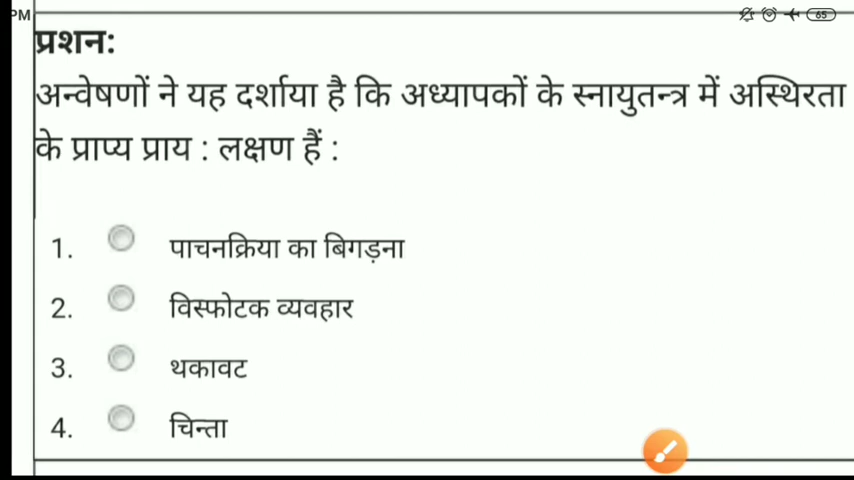 PM
65
प्रशन:
अन्वेषणों ने यह दर्शाया है कि अध्यापकों के स्नायुतन्त्र में अस्थिरता
के प्राप्य प्राय : लक्षण हैं :
1. पाचनक्रिया का बिगड़ना
2. विस्फोटक व्यवहार
3. थकावट
4. चिन्ता